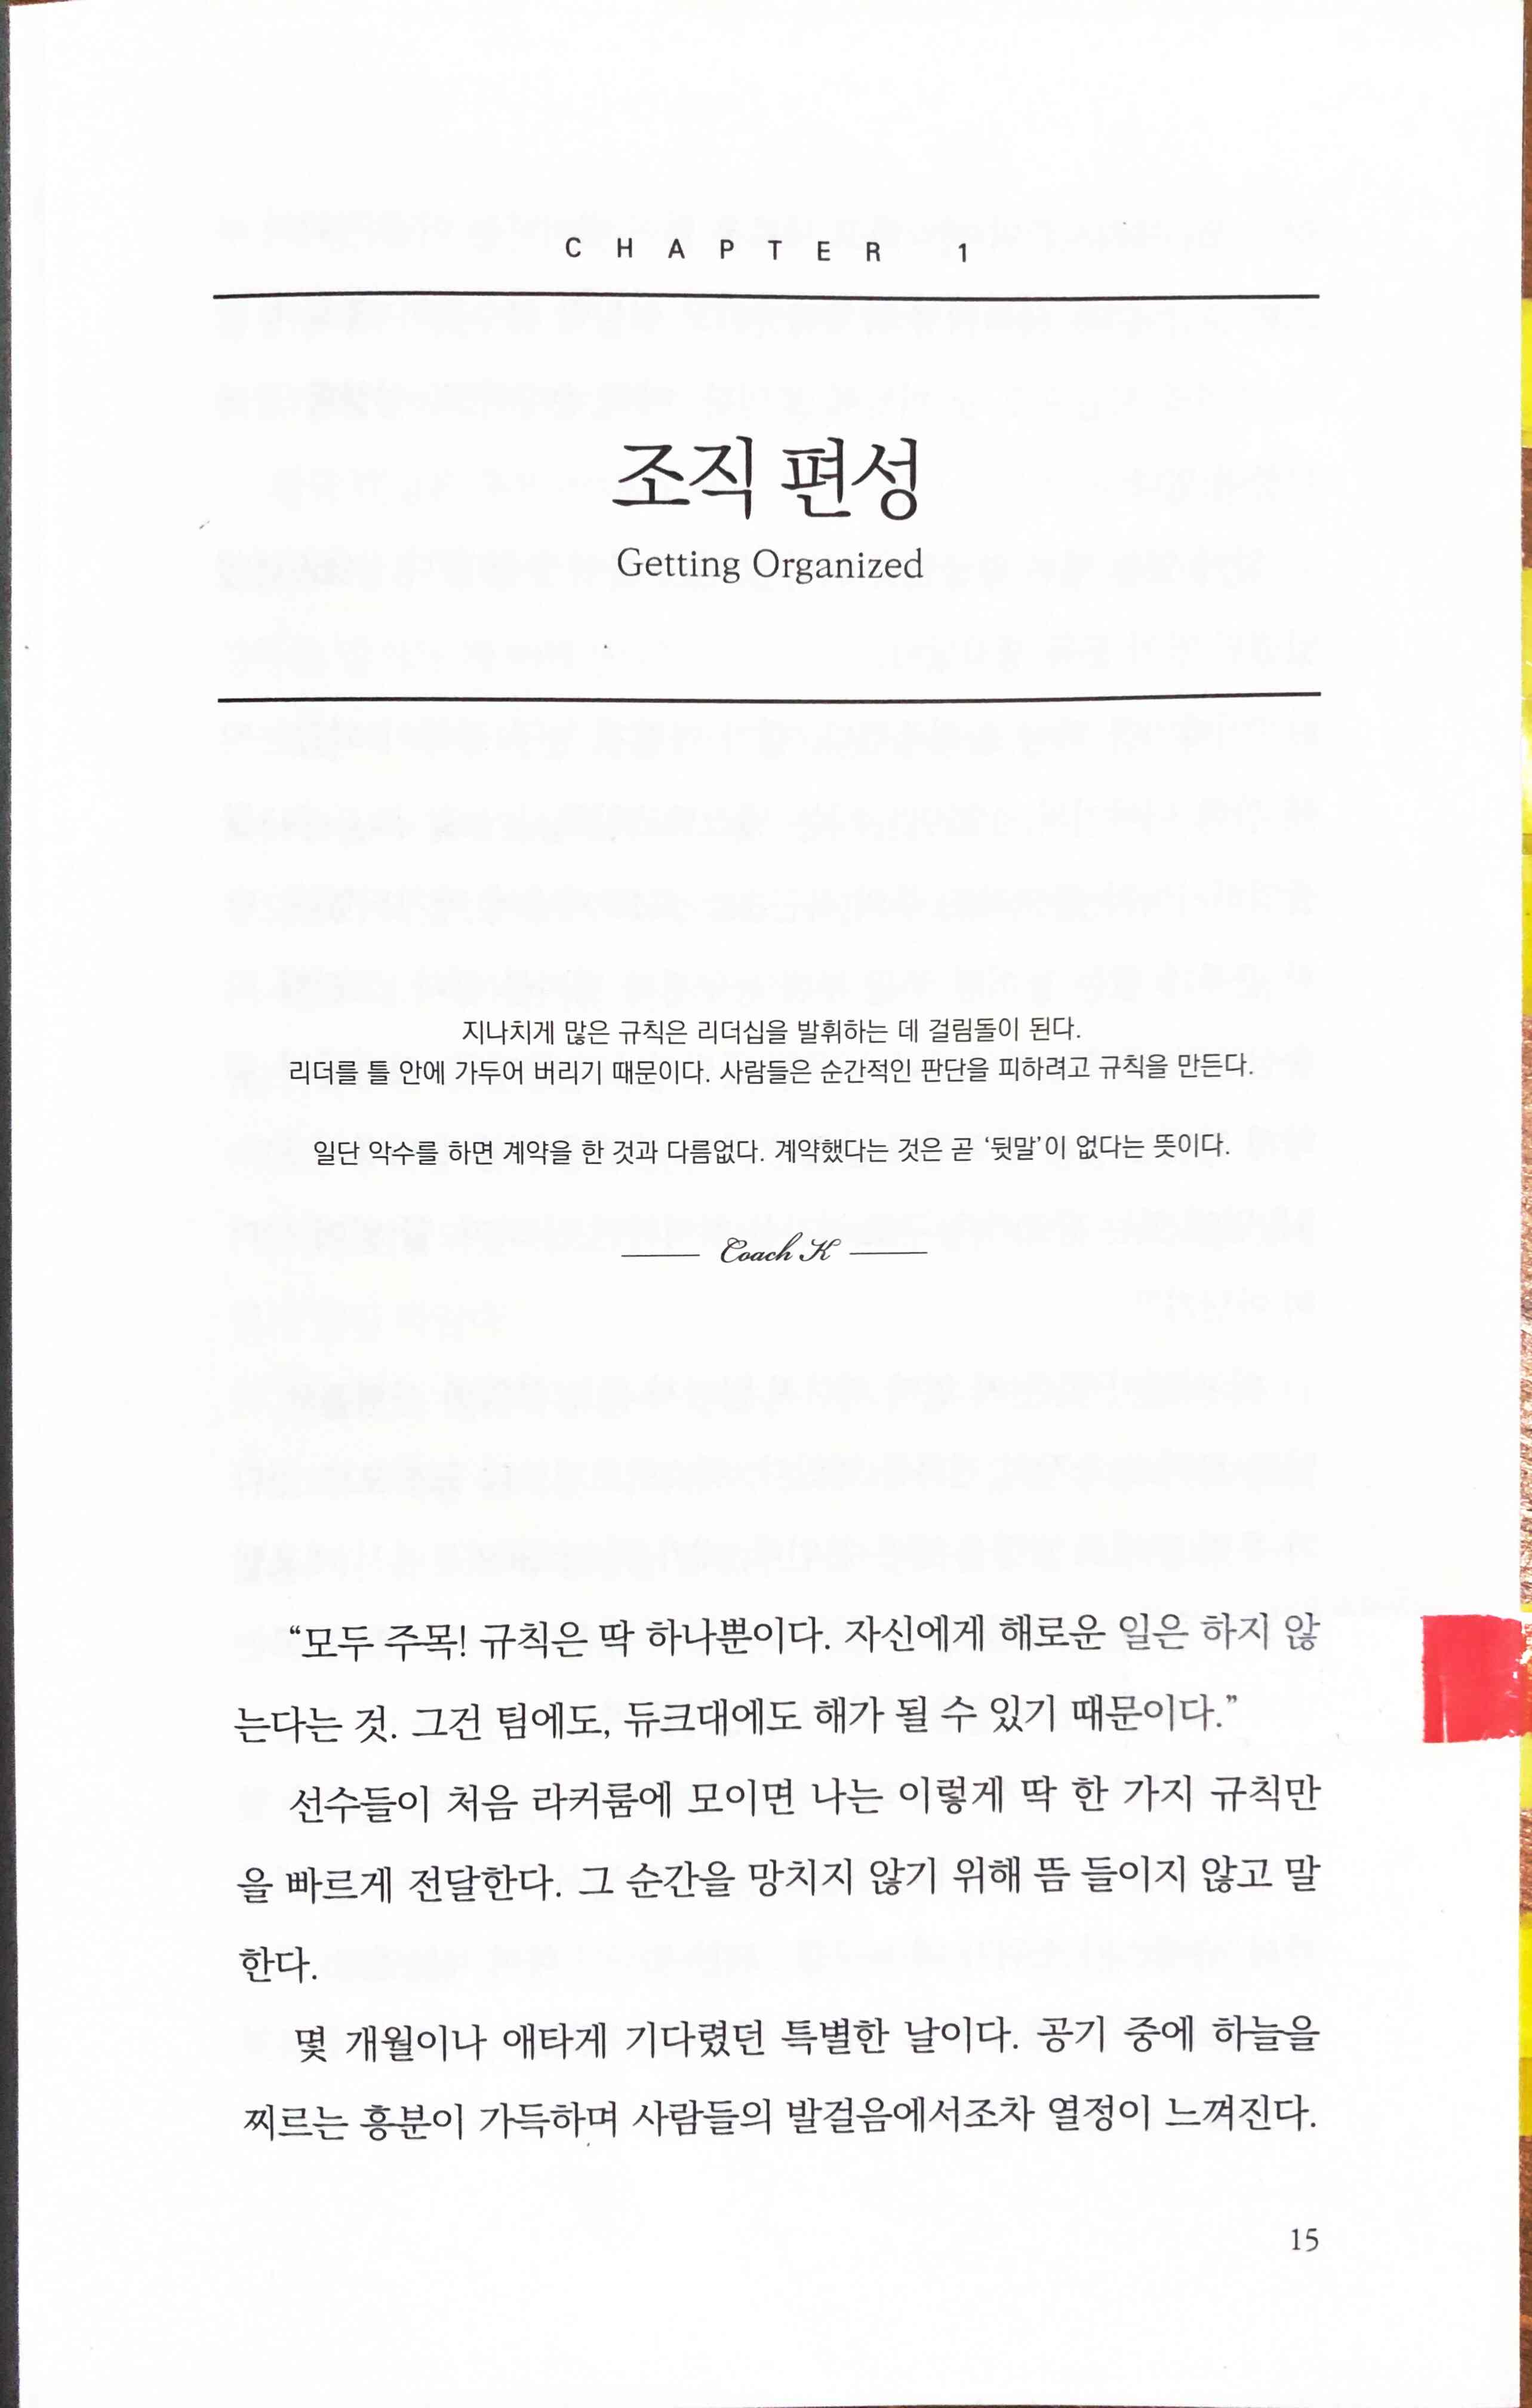 CHAPTER 1
조직 편성
Getting Organized
지나치게 많은 규칙은 리더십을 발휘하는 데 걸림돌이 된다.
리더를 틀 안에 가두어 버리기 때문이다. 사람들은 순간적인 판단을 피하려고 규칙을 만든다.
일단 악수를 하면 계약을 한 것과 다름없다. 계약했다는 것은 곧 ‘뒷말’이 없다는 뜻이다.
Coach K
“모두 주목! 규칙은 딱 하나뿐이다. 자신에게 해로운 일은 하지 않
는다는 것. 그건 팀에도, 듀크대에도 해가 될 수 있기 때문이다.”
선수들이 처음 라커룸에 모이면 나는 이렇게 딱 한 가지 규칙만
을 빠르게 전달한다. 그 순간을 망치지 않기 위해 뜸 들이지 않고 말
한다.
몇 개월이나 애타게 기다렸던 특별한 날이다. 공기 중에 하늘을
찌르는 흥분이 가득하며 사람들의 발걸음에서조차 열정이 느껴진다.
15